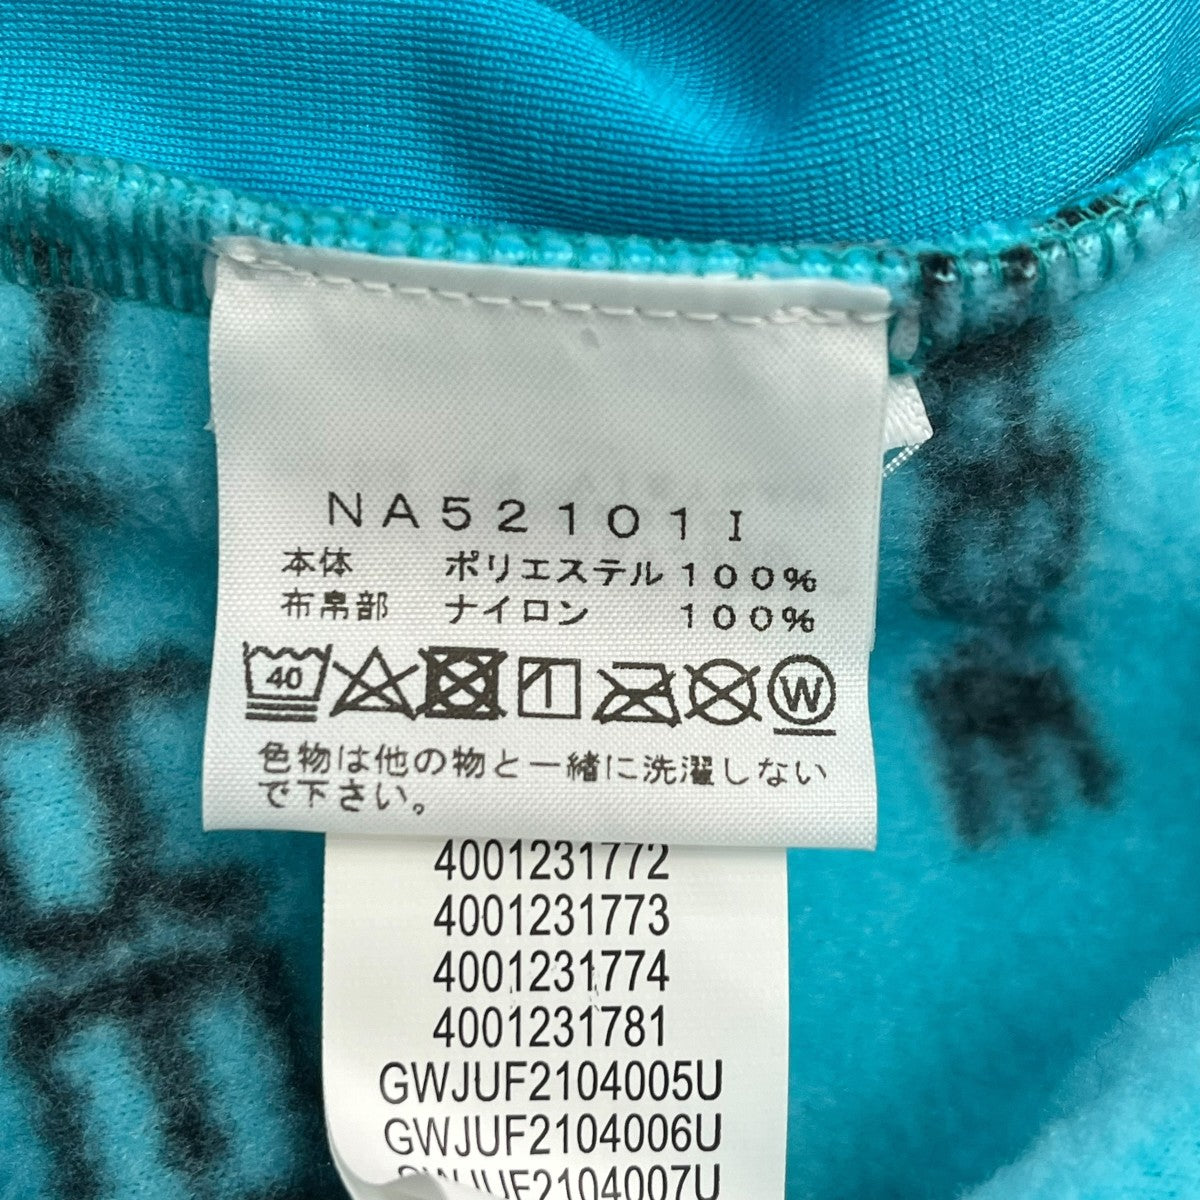 NA52101I
本体 ポリエステル 100%
布帛部 ナイロン 100%
40 W
色物は他の物と一緒に洗濯しない
で下さい。
4001231772
4001231773
4001231774
4001231781
GWJUF2104005U
GWJUF2104006U
GWJUF2104007U